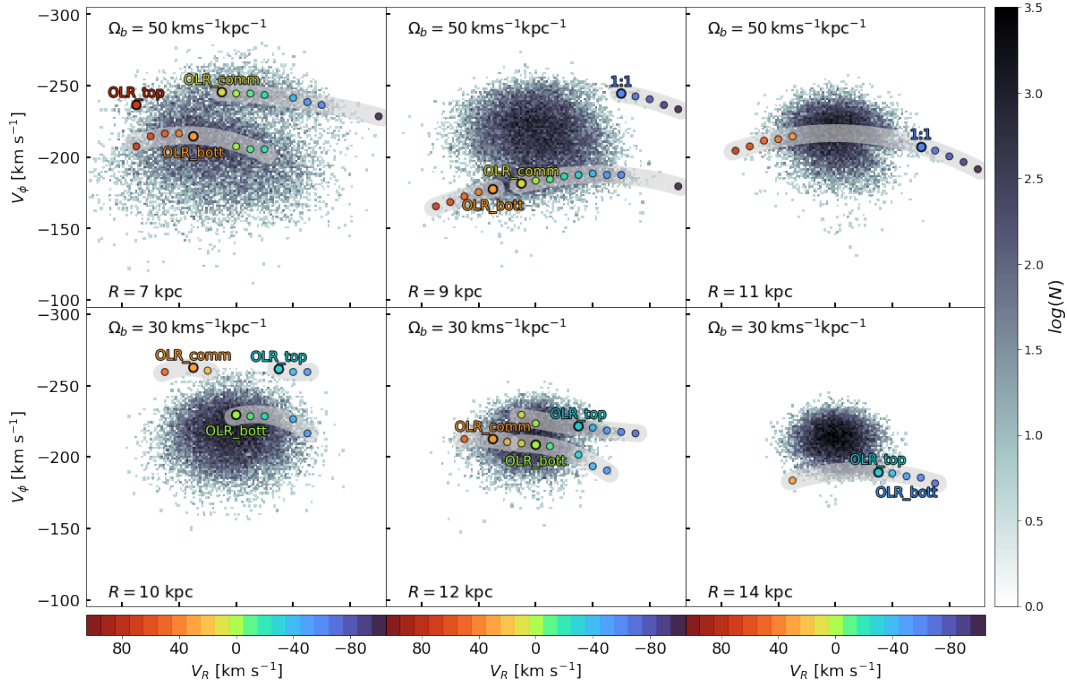 Ω_b = 50 kms⁻¹kpc⁻¹
Ω_b = 50 kms⁻¹kpc⁻¹
Ω_b = 50 kms⁻¹kpc⁻¹
−300
−250
−200
−150
−100
V_ϕ [km s⁻¹]
OLR_top
OLR_comm
OLR_bott
R = 7 kpc
1:1
OLR_comm
OLR_bott
R = 9 kpc
1:1
R = 11 kpc
Ω_b = 30 kms⁻¹kpc⁻¹
Ω_b = 30 kms⁻¹kpc⁻¹
Ω_b = 30 kms⁻¹kpc⁻¹
−300
−250
−200
−150
−100
V_ϕ [km s⁻¹]
OLR_comm
OLR_top
OLR_bott
R = 10 kpc
OLR_top
OLR_comm
OLR_bott
R = 12 kpc
OLR_top
OLR_bott
R = 14 kpc
80 40 0 −40 −80
80 40 0 −40 −80
80 40 0 −40 −80
V_R [km s⁻¹]
V_R [km s⁻¹]
V_R [km s⁻¹]
3.5
3.0
2.5
2.0
1.5
1.0
0.5
0.0
log(N)